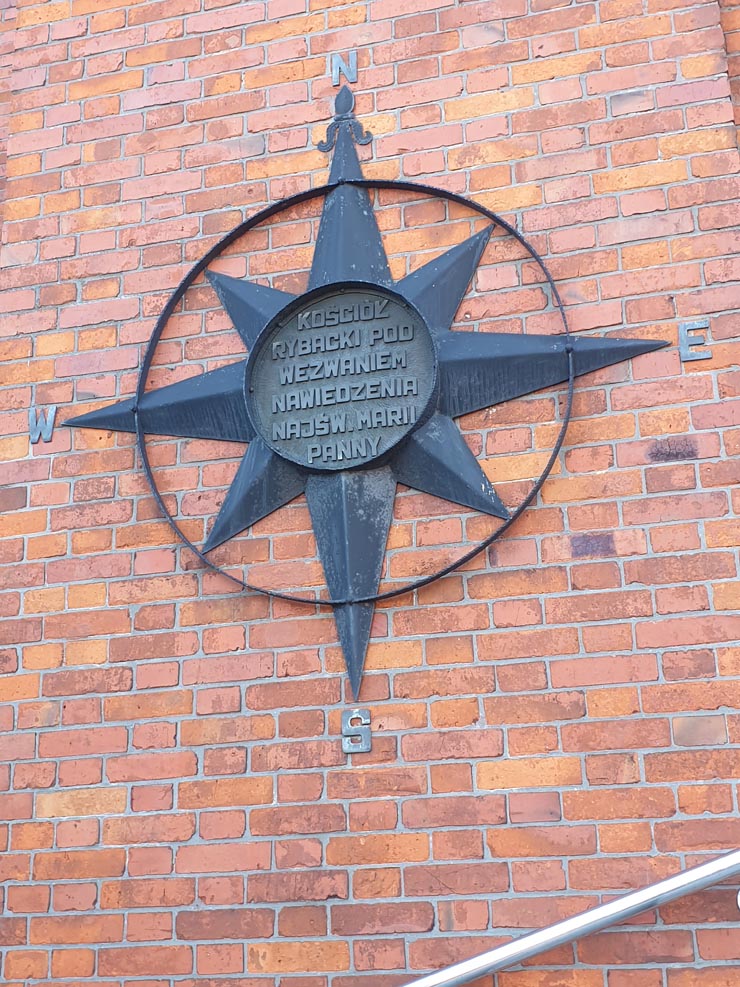 N
KOŚCIÓŁ
RYBACKI POD
WEZWANIEM
W E
NAWIEDZENIA
NAJŚW. MARII
PANNY
S